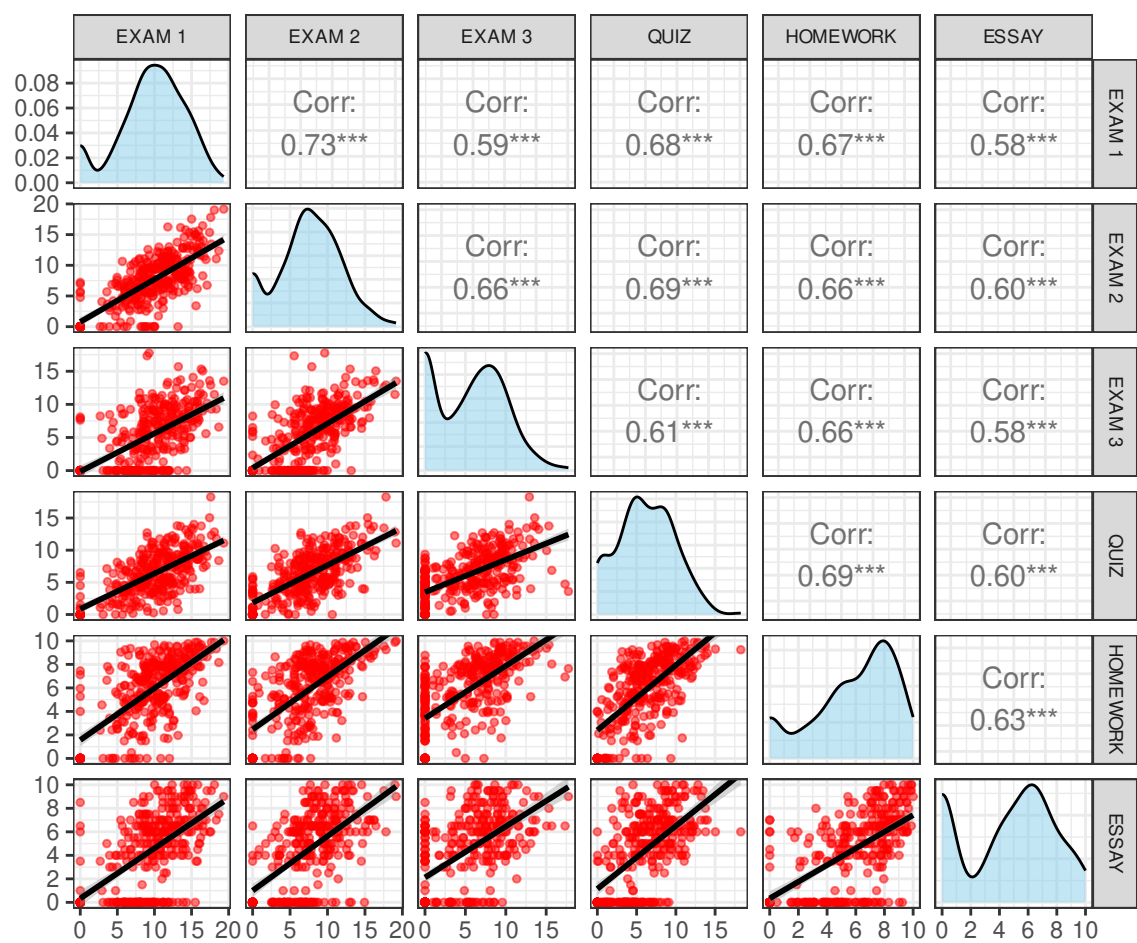 EXAM 1 EXAM 2 EXAM 3 QUIZ HOMEWORK ESSAY
0.08
0.06
0.04
0.02
0.00
Corr: Corr: Corr: Corr: Corr:
0.73*** 0.59*** 0.68*** 0.67*** 0.58***
EXAM 1
20
15
10
5
0
Corr: Corr: Corr: Corr:
0.66*** 0.69*** 0.66*** 0.60***
EXAM 2
15
10
5
0
Corr: Corr: Corr:
0.61*** 0.66*** 0.58***
EXAM 3
15
10
5
0
Corr: Corr:
0.69*** 0.60***
QUIZ
10
8
6
4
2
0
Corr:
0.63***
HOMEWORK
10
8
6
4
2
0
ESSAY
0 5 10 15 20 0 5 10 15 20 0 5 10 15 0 5 10 15 0 2 4 6 8 10 0 2 4 6 8 10